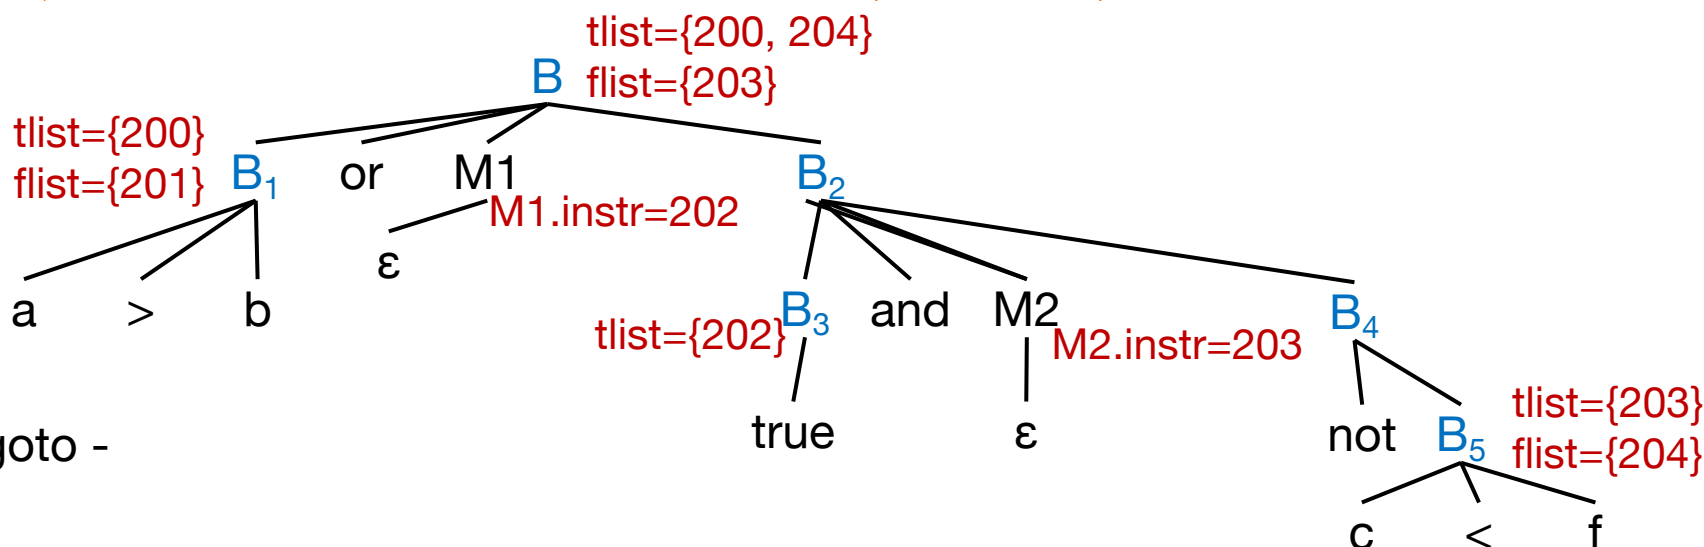 tlist={200, 204}
B flist={203}
tlist={200}
flist={201} B₁ or M1 B₂
M1.instr=202
ε
a > b B₃ and M2 B₄
tlist={202} M2.instr=203
tlist={203}
true ε not B₅ flist={204}
goto -
c < f